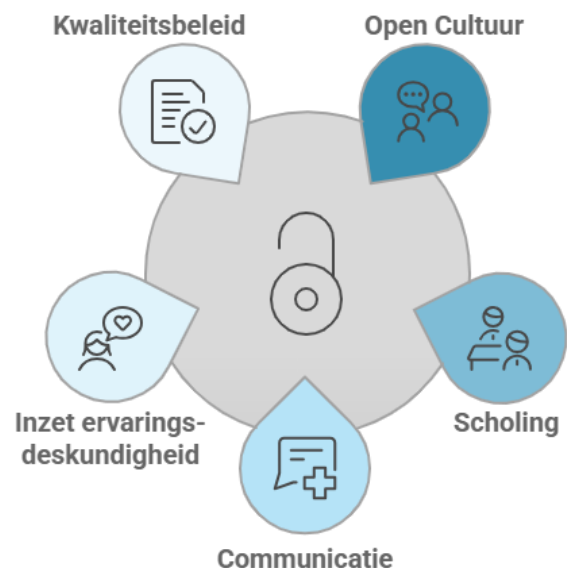 Kwaliteitsbeleid
Open Cultuur
Inzet ervarings-
deskundigheid
Scholing
Communicatie